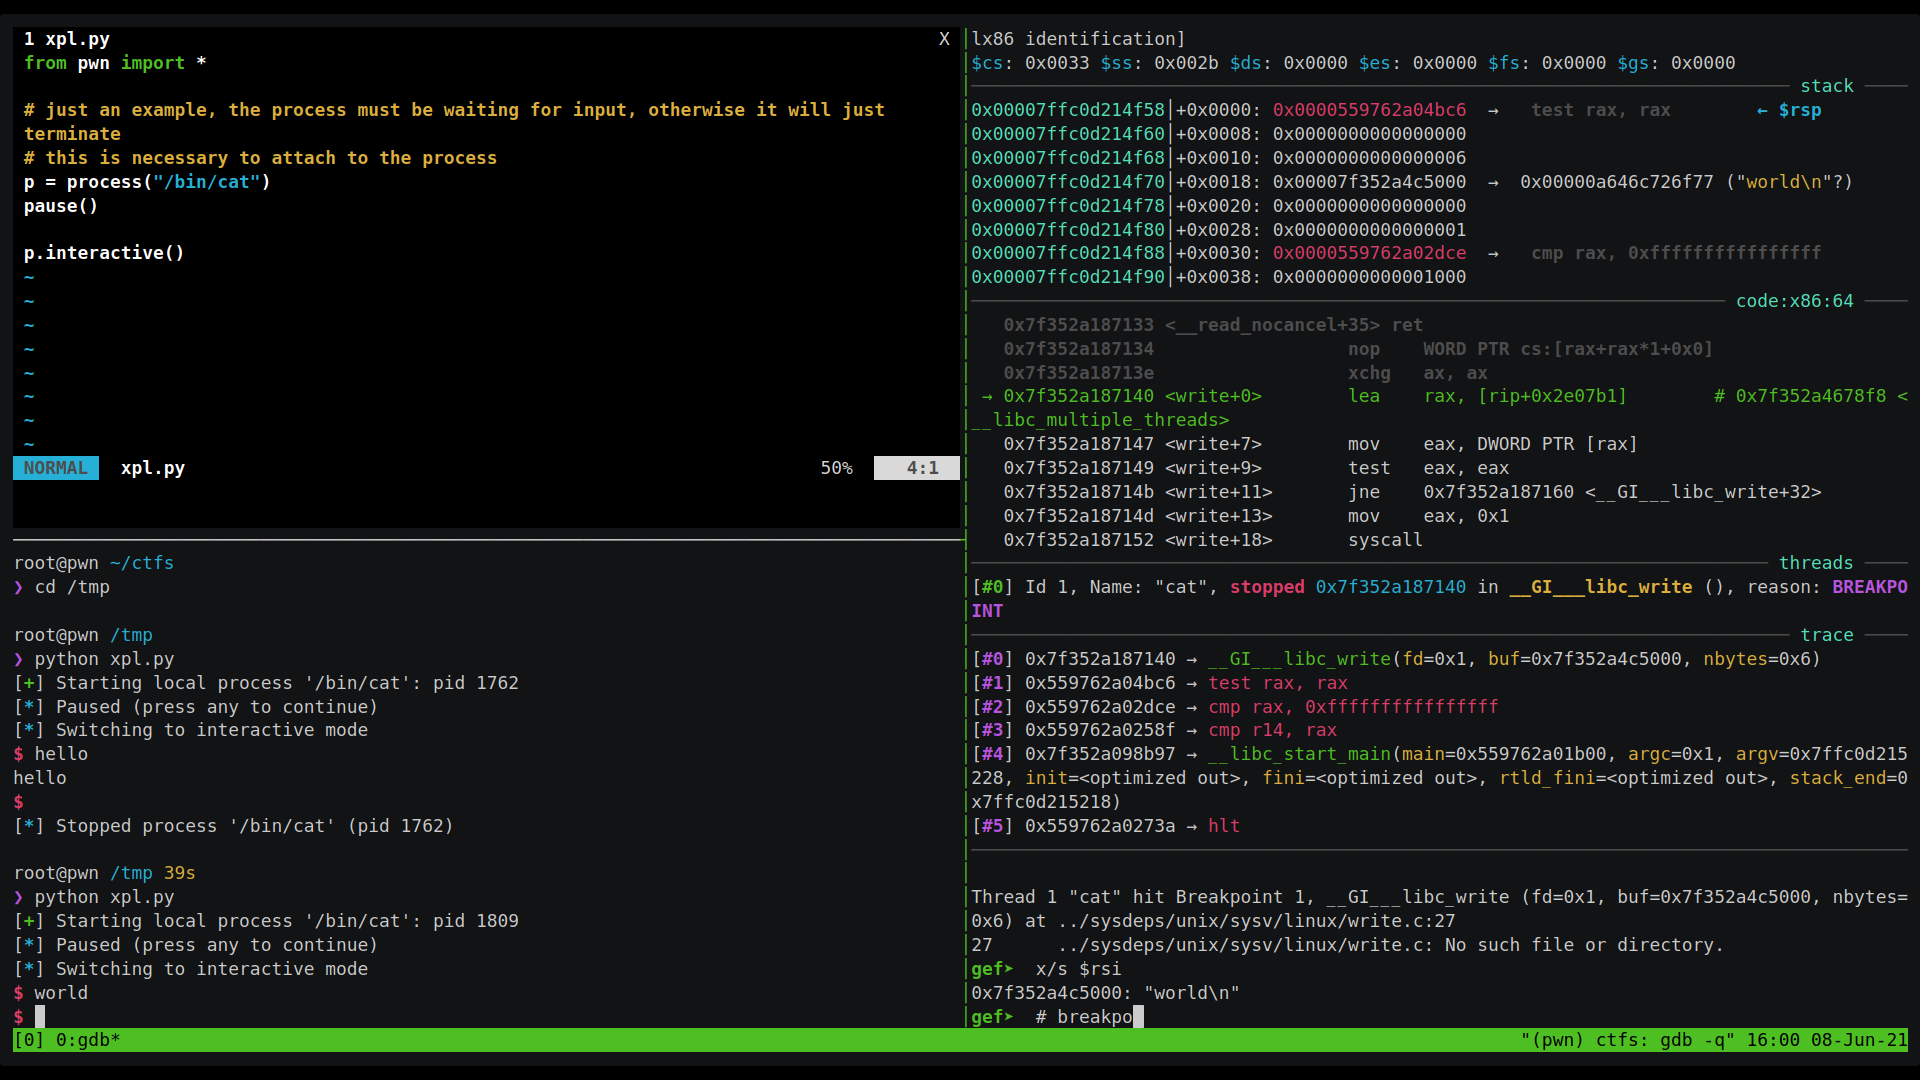 1 xpl.py X
from pwn import *
# just an example, the process must be waiting for input, otherwise it will just
terminate
# this is necessary to attach to the process
p = process("/bin/cat")
pause()
p.interactive()
~
~
~
~
~
~
~
~
NORMAL xpl.py 50% 4:1
root@pwn ~/ctfs
❯ cd /tmp
root@pwn /tmp
❯ python xpl.py
[+] Starting local process '/bin/cat': pid 1762
[*] Paused (press any to continue)
[*] Switching to interactive mode
$ hello
hello
$
[*] Stopped process '/bin/cat' (pid 1762)
root@pwn /tmp 39s
❯ python xpl.py
[+] Starting local process '/bin/cat': pid 1809
[*] Paused (press any to continue)
[*] Switching to interactive mode
$ world
$
lx86 identification]
$cs: 0x0033 $ss: 0x002b $ds: 0x0000 $es: 0x0000 $fs: 0x0000 $gs: 0x0000
stack
0x00007ffc0d214f58│+0x0000: 0x0000559762a04bc6 → test rax, rax ← $rsp
0x00007ffc0d214f60│+0x0008: 0x0000000000000000
0x00007ffc0d214f68│+0x0010: 0x0000000000000006
0x00007ffc0d214f70│+0x0018: 0x00007f352a4c5000 → 0x00000a646c726f77 ("world\n"?)
0x00007ffc0d214f78│+0x0020: 0x0000000000000000
0x00007ffc0d214f80│+0x0028: 0x0000000000000001
0x00007ffc0d214f88│+0x0030: 0x0000559762a02dce → cmp rax, 0xffffffffffffffff
0x00007ffc0d214f90│+0x0038: 0x0000000000001000
code:x86:64
0x7f352a187133 <__read_nocancel+35> ret
0x7f352a187134 nop WORD PTR cs:[rax+rax*1+0x0]
0x7f352a18713e xchg ax, ax
→ 0x7f352a187140 <write+0> lea rax, [rip+0x2e07b1] # 0x7f352a4678f8 <
__libc_multiple_threads>
0x7f352a187147 <write+7> mov eax, DWORD PTR [rax]
0x7f352a187149 <write+9> test eax, eax
0x7f352a18714b <write+11> jne 0x7f352a187160 <__GI___libc_write+32>
0x7f352a18714d <write+13> mov eax, 0x1
0x7f352a187152 <write+18> syscall
threads
[#0] Id 1, Name: "cat", stopped 0x7f352a187140 in __GI___libc_write (), reason: BREAKPO
INT
trace
[#0] 0x7f352a187140 → __GI___libc_write(fd=0x1, buf=0x7f352a4c5000, nbytes=0x6)
[#1] 0x559762a04bc6 → test rax, rax
[#2] 0x559762a02dce → cmp rax, 0xffffffffffffffff
[#3] 0x559762a0258f → cmp r14, rax
[#4] 0x7f352a098b97 → __libc_start_main(main=0x559762a01b00, argc=0x1, argv=0x7ffc0d215
228, init=<optimized out>, fini=<optimized out>, rtld_fini=<optimized out>, stack_end=0
x7ffc0d215218)
[#5] 0x559762a0273a → hlt
Thread 1 "cat" hit Breakpoint 1, __GI___libc_write (fd=0x1, buf=0x7f352a4c5000, nbytes=
0x6) at ../sysdeps/unix/sysv/linux/write.c:27
27 ../sysdeps/unix/sysv/linux/write.c: No such file or directory.
gef➤ x/s $rsi
0x7f352a4c5000: "world\n"
gef➤ # breakpo
[0] 0:gdb* "(pwn) ctfs: gdb -q" 16:00 08-Jun-21